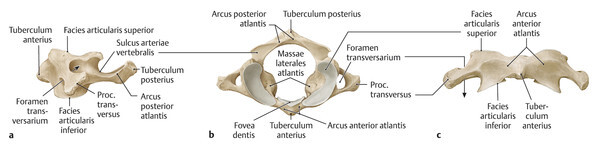 Tuberculum
anterius
Facies articularis superior
Sulcus arteriae
vertebralis
Tuberculum
posterius
Arcus
posterior
atlantis
Proc.
trans-
versus
Facies
articularis
inferior
Foramen
trans-
versarium
a
Arcus posterior
atlantis
Tuberculum posterius
Massae
laterales
atlantis
Foramen
transversarium
Proc.
transversus
Fovea
dentis
Tuberculum
anterius
Arcus anterior atlantis
b
Facies
articularis
superior
Arcus
anterior
atlantis
Facies
articularis
inferior
Tuber-
culum
anterius
c